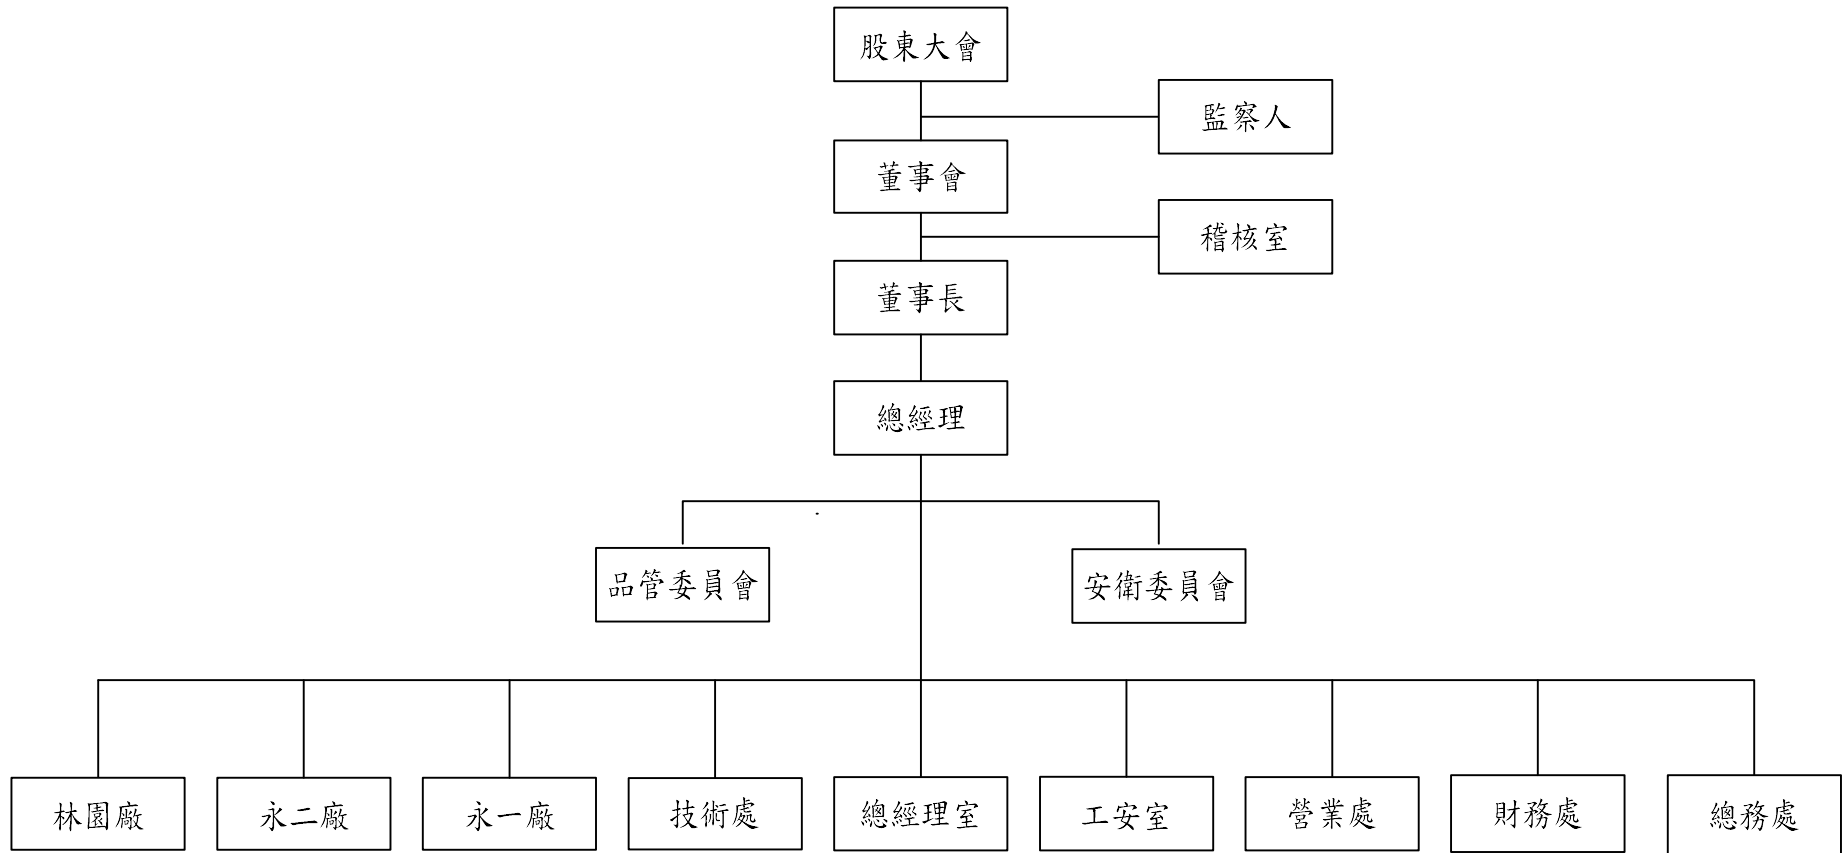 股東大會
監察人
董事會
稽核室
董事長
總經理
品管委員會
安衛委員會
林園廠
永二廠
永一廠
技術處
總經理室
工安室
營業處
財務處
總務處